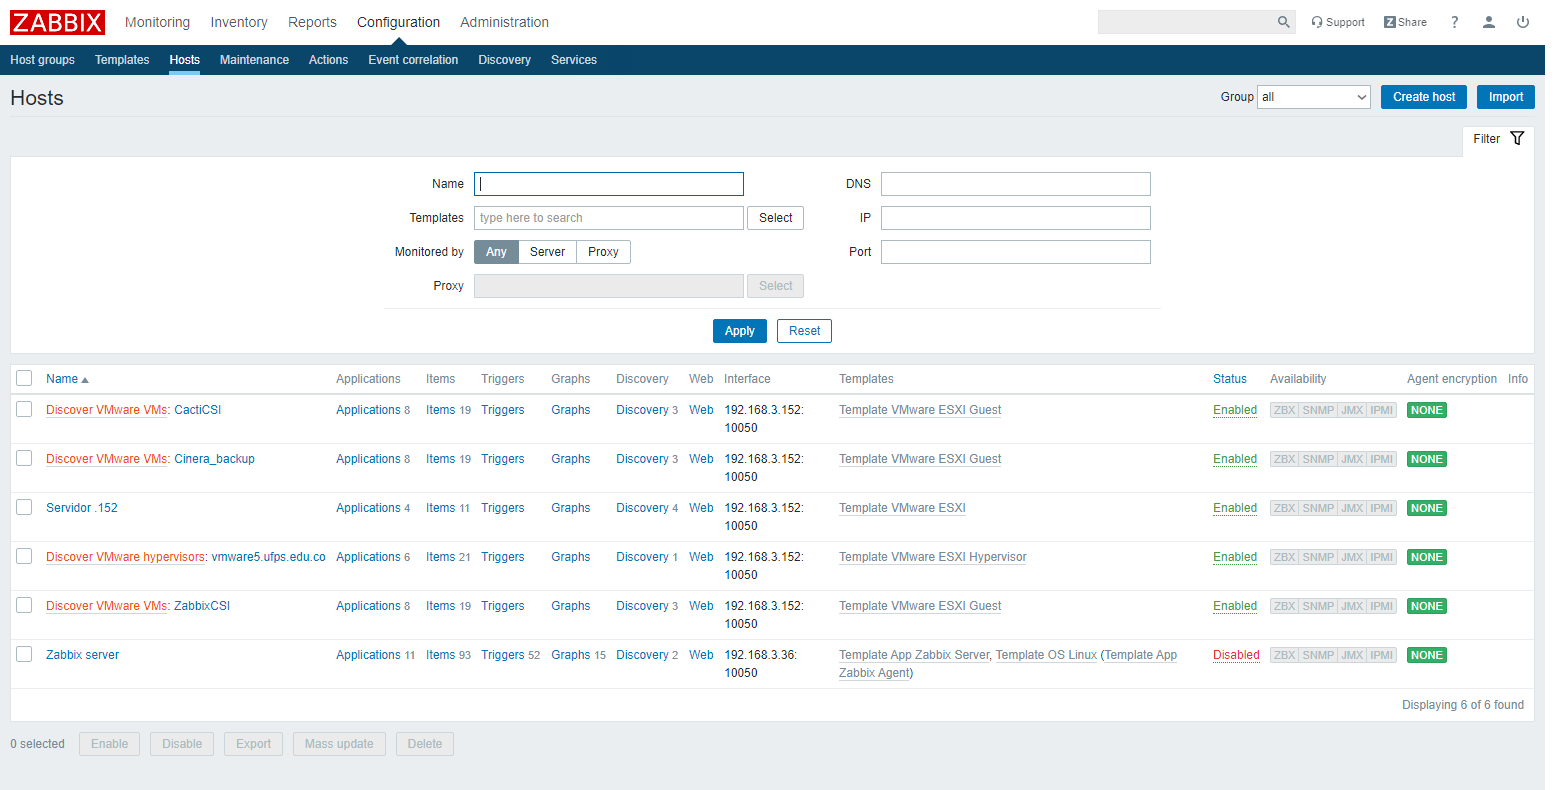 ZABBIX Monitoring Inventory Reports Configuration Administration Support Z Share ?
Host groups Templates Hosts Maintenance Actions Event correlation Discovery Services
Hosts Group all Create host Import
Filter
Name DNS
Templates type here to search Select IP
Monitored by Any Server Proxy Port
Proxy Select
Apply Reset
Name Applications Items Triggers Graphs Discovery Web Interface Templates Status Availability Agent encryption Info
Discover VMware VMs: CactiCSI Applications 8 Items 19 Triggers Graphs Discovery 3 Web 192.168.3.152: Template VMware ESXI Guest Enabled ZBX SNMP JMX IPMI NONE
10050
Discover VMware VMs: Cinera_backup Applications 8 Items 19 Triggers Graphs Discovery 3 Web 192.168.3.152: Template VMware ESXI Guest Enabled ZBX SNMP JMX IPMI NONE
10050
Servidor .152 Applications 4 Items 11 Triggers Graphs Discovery 4 Web 192.168.3.152: Template VMware ESXI Enabled ZBX SNMP JMX IPMI NONE
10050
Discover VMware hypervisors: vmware5.ufps.edu.co Applications 6 Items 21 Triggers Graphs Discovery 1 Web 192.168.3.152: Template VMware ESXI Hypervisor Enabled ZBX SNMP JMX IPMI NONE
10050
Discover VMware VMs: ZabbixCSI Applications 8 Items 19 Triggers Graphs Discovery 3 Web 192.168.3.152: Template VMware ESXI Guest Enabled ZBX SNMP JMX IPMI NONE
10050
Zabbix server Applications 11 Items 93 Triggers 52 Graphs 15 Discovery 2 Web 192.168.3.36: Template App Zabbix Server, Template OS Linux (Template App Disabled ZBX SNMP JMX IPMI NONE
10050 Zabbix Agent)
Displaying 6 of 6 found
0 selected Enable Disable Export Mass update Delete